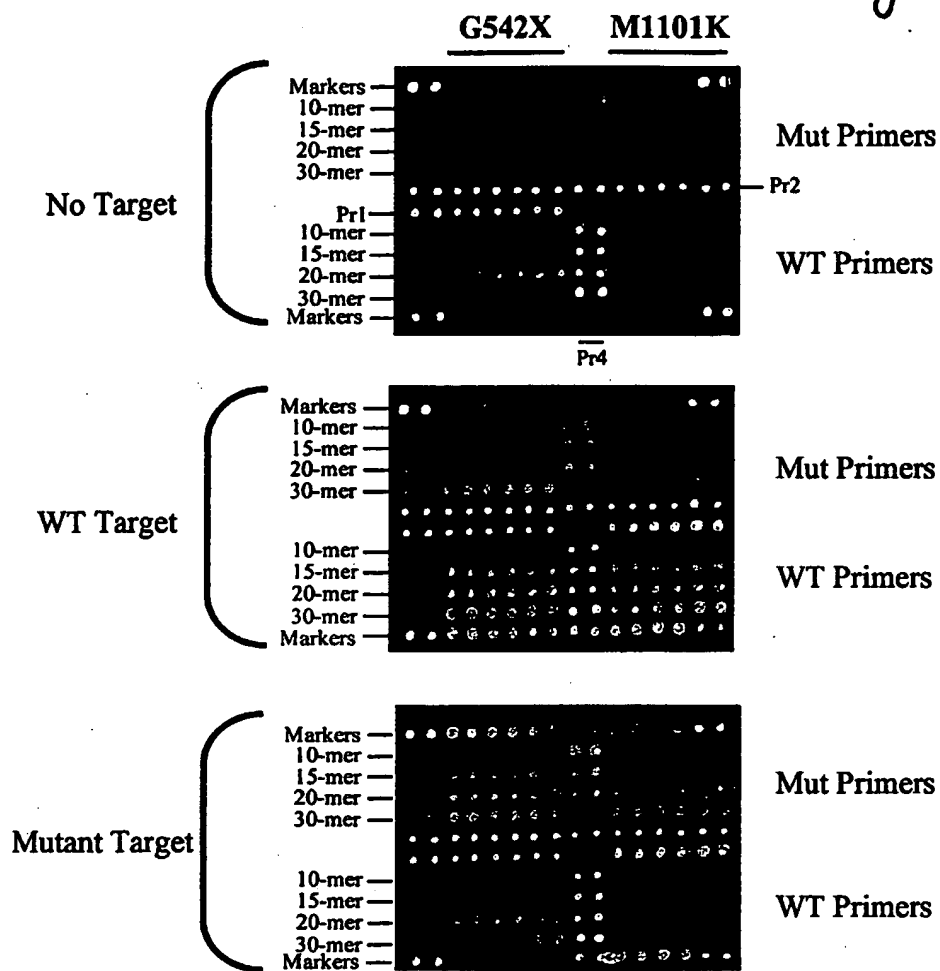 G542X M1101K
Markers
10-mer
15-mer
20-mer
30-mer
Mut Primers
No Target
Pr2
Pr1
10-mer
15-mer
20-mer
30-mer
Markers
WT Primers
Pr4
Markers
10-mer
15-mer
20-mer
30-mer
Mut Primers
WT Target
10-mer
15-mer
20-mer
30-mer
Markers
WT Primers
Markers
10-mer
15-mer
20-mer
30-mer
Mut Primers
Mutant Target
10-mer
15-mer
20-mer
30-mer
Markers
WT Primers